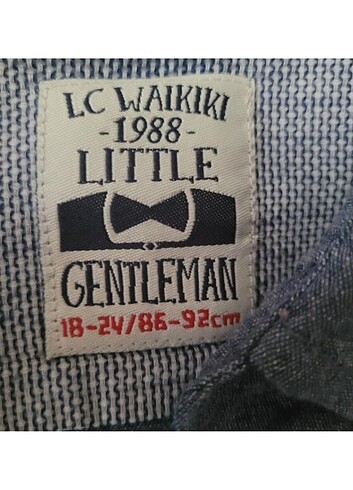 LC WAIKIKI
-1988-
LITTLE
GENTLEMAN
18-24/86-92cm